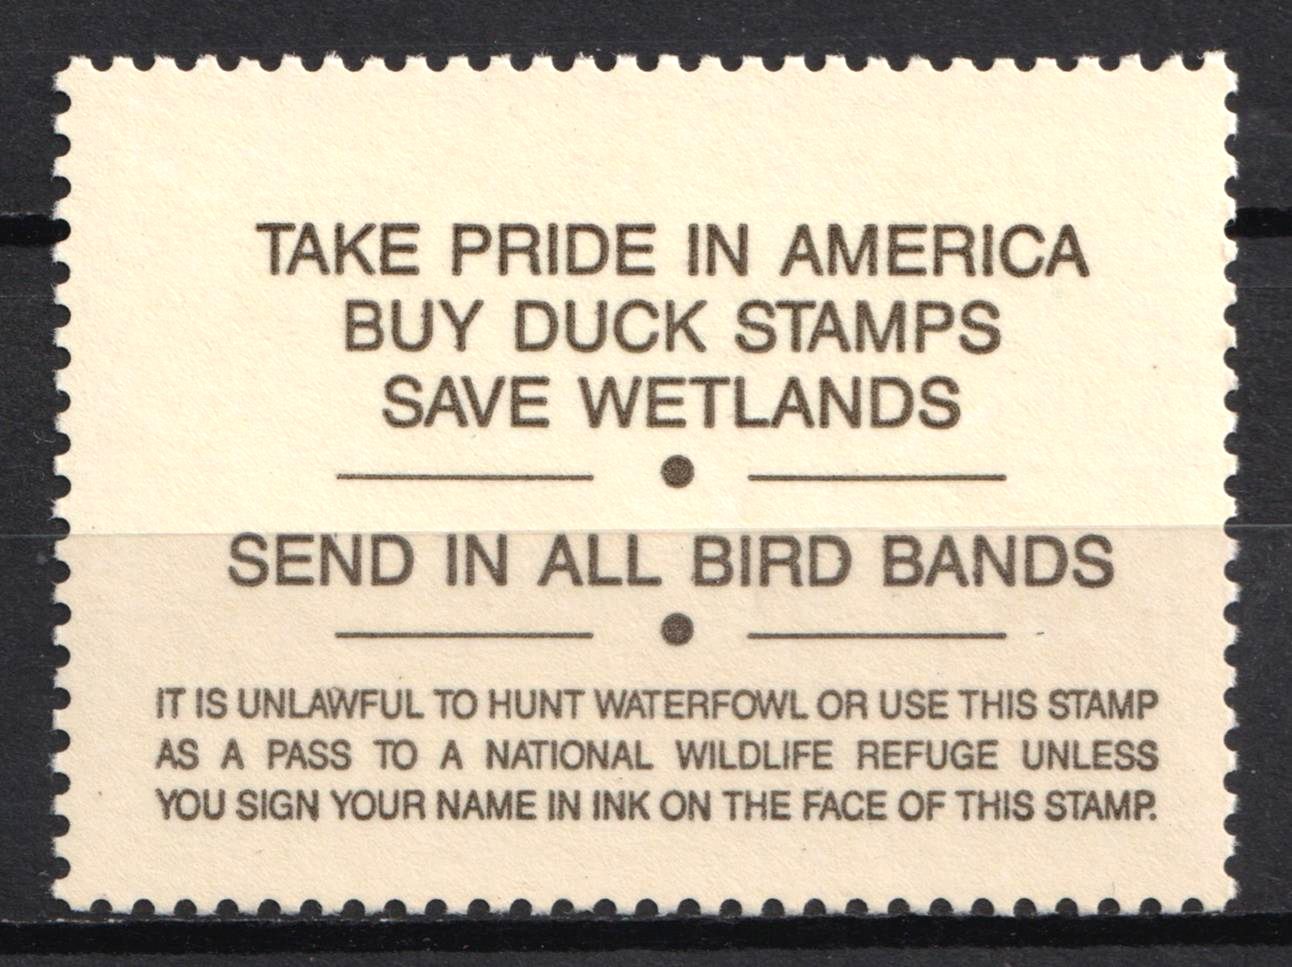 TAKE PRIDE IN AMERICA
BUY DUCK STAMPS
SAVE WETLANDS
SEND IN ALL BIRD BANDS
IT IS UNLAWFUL TO HUNT WATERFOWL OR USE THIS STAMP
AS A PASS TO A NATIONAL WILDLIFE REFUGE UNLESS
YOU SIGN YOUR NAME IN INK ON THE FACE OF THIS STAMP.